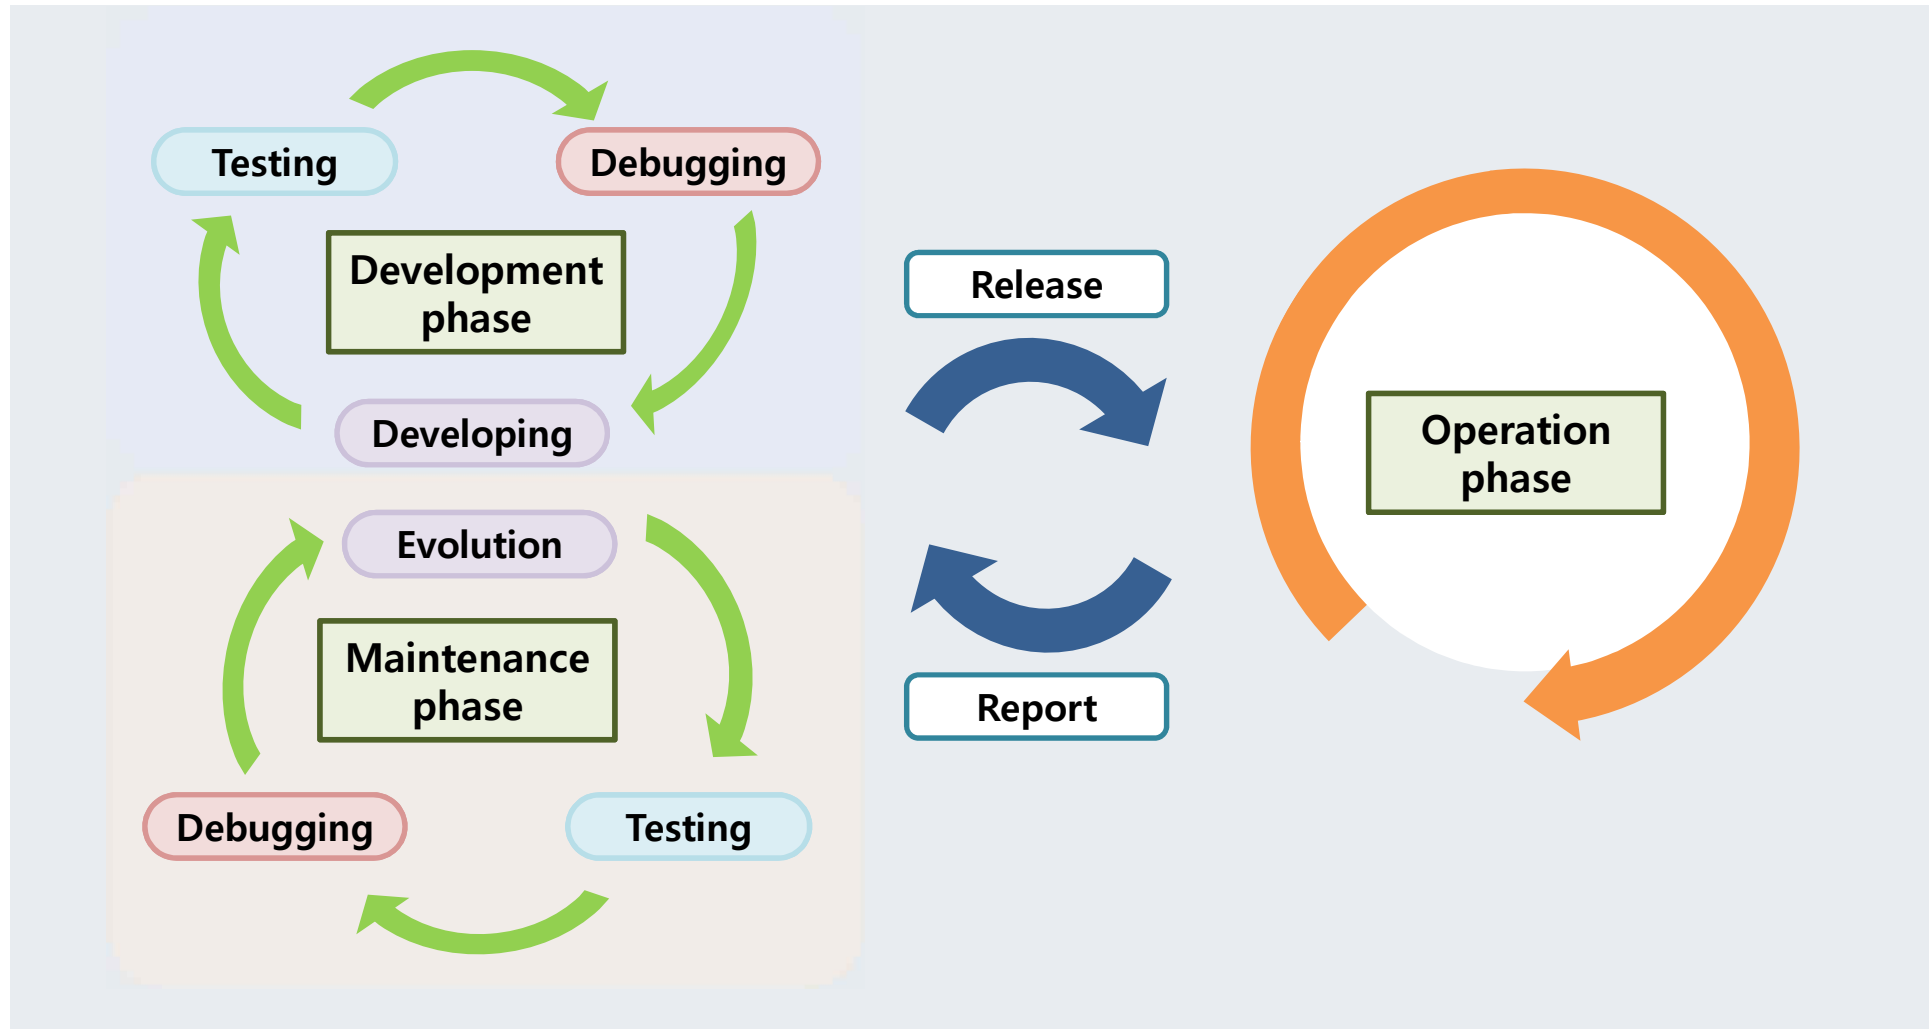 Testing
Debugging
Development
phase
Developing
Evolution
Maintenance
phase
Debugging
Testing
Release
Report
Operation
phase